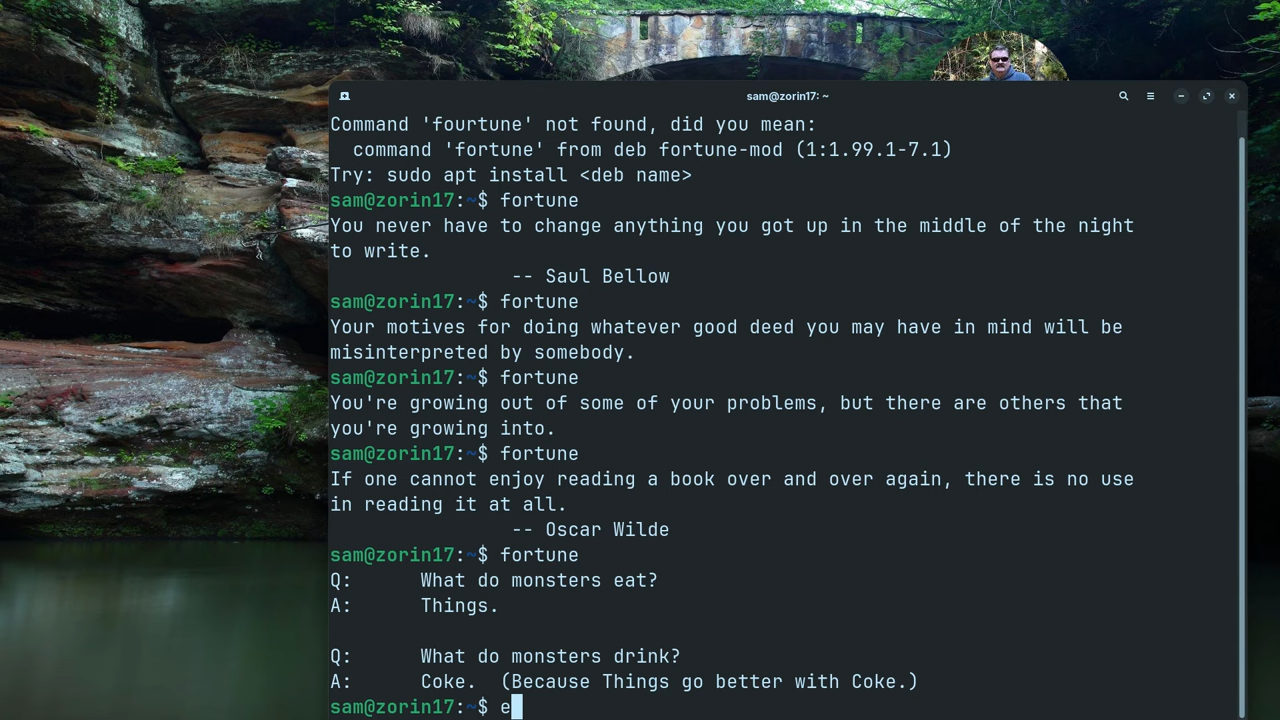 sam@zorin17: ~
Command 'fourtune' not found, did you mean:
  command 'fortune' from deb fortune-mod (1:1.99.1-7.1)
Try: sudo apt install <deb name>
sam@zorin17:~$ fortune
You never have to change anything you got up in the middle of the night
to write.
                -- Saul Bellow
sam@zorin17:~$ fortune
Your motives for doing whatever good deed you may have in mind will be
misinterpreted by somebody.
sam@zorin17:~$ fortune
You're growing out of some of your problems, but there are others that
you're growing into.
sam@zorin17:~$ fortune
If one cannot enjoy reading a book over and over again, there is no use
in reading it at all.
                -- Oscar Wilde
sam@zorin17:~$ fortune
Q:      What do monsters eat?
A:      Things.

Q:      What do monsters drink?
A:      Coke.  (Because Things go better with Coke.)
sam@zorin17:~$ e